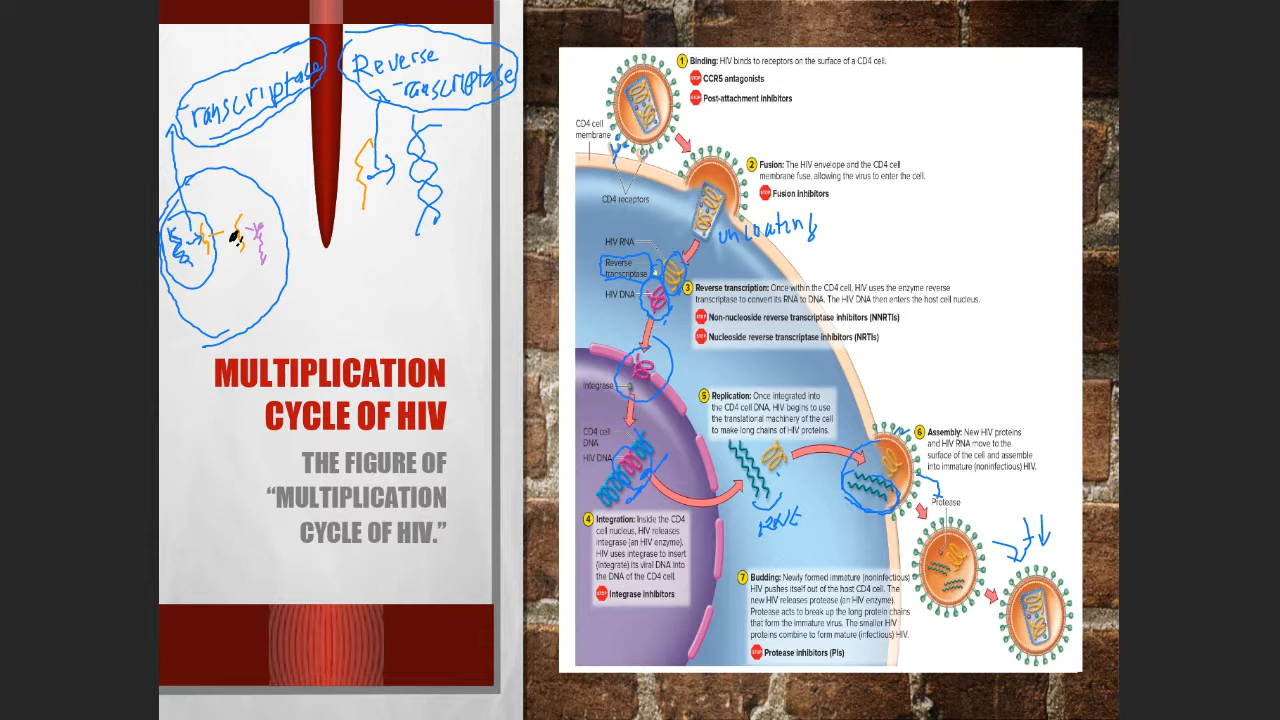 Transcriptase
Reverse
-Transcriptase
MULTIPLICATION
CYCLE OF HIV
THE FIGURE OF
“MULTIPLICATION
CYCLE OF HIV.”
1 Binding: HIV binds to receptors on the surface of a CD4 cell.
STOP CCR5 antagonists
STOP Post-attachment inhibitors
CD4 cell
membrane
CD4 receptors
2 Fusion: The HIV envelope and the CD4 cell
membrane fuse, allowing the virus to enter the cell.
STOP Fusion inhibitors
uncoating
HIV RNA
Reverse
transcriptase
HIV DNA
3 Reverse transcription: Once within the CD4 cell, HIV uses the enzyme reverse
transcriptase to convert its RNA to DNA. The HIV DNA then enters the host cell nucleus.
STOP Non-nucleoside reverse transcriptase inhibitors (NNRTIs)
STOP Nucleoside reverse transcriptase inhibitors (NRTIs)
Integrase
CD4 cell
DNA
HIV DNA
4 Integration: Inside the CD4
cell nucleus, HIV releases
integrase (an HIV enzyme).
HIV uses integrase to insert
(integrate) its viral DNA into
the DNA of the CD4 cell.
STOP Integrase inhibitors
5 Replication: Once integrated into
the CD4 cell DNA, HIV begins to use
the translational machinery of the cell
to make long chains of HIV proteins.
6 Assembly: New HIV proteins
and HIV RNA move to the
surface of the cell and assemble
into immature (noninfectious) HIV.
Protease
7 Budding: Newly formed immature (noninfectious)
HIV pushes itself out of the host CD4 cell. The
new HIV releases protease (an HIV enzyme).
Protease acts to break up the long protein chains
that form the immature virus. The smaller HIV
proteins combine to form mature (infectious) HIV.
STOP Protease inhibitors (PIs)